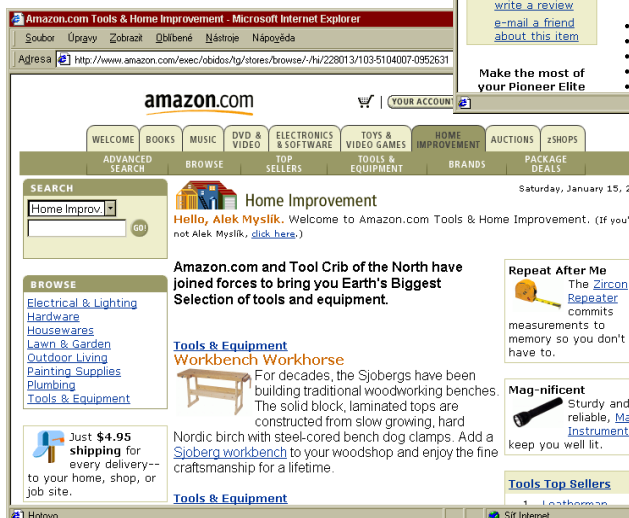 Amazon.com Tools & Home Improvement - Microsoft Internet Explorer
Soubor Úpravy Zobrazit Oblíbené Nástroje Nápověda
Adresa http://www.amazon.com/exec/obidos/tg/stores/browse/-/hi/228013/103-5104007-0952631
write a review
e-mail a friend
about this item
Make the most of
your Pioneer Elite
amazon.com
YOUR ACCOUNT
WELCOME
BOOKS
MUSIC
DVD &
VIDEO
ELECTRONICS
& SOFTWARE
TOYS &
VIDEO GAMES
HOME
IMPROVEMENT
AUCTIONS
zSHOPS
ADVANCED
SEARCH
BROWSE
TOP
SELLERS
TOOLS &
EQUIPMENT
BRANDS
PACKAGE
DEALS
SEARCH
Home Improv.
GO!
BROWSE
Electrical & Lighting
Hardware
Housewares
Lawn & Garden
Outdoor Living
Painting Supplies
Plumbing
Tools & Equipment
Just $4.95
shipping for
every delivery--
to your home, shop, or
job site.
Home Improvement
Saturday, January 15, 2
Hello, Alek Myslík. Welcome to Amazon.com Tools & Home Improvement. (If you'
not Alek Myslík, click here.)
Amazon.com and Tool Crib of the North have
joined forces to bring you Earth's Biggest
Selection of tools and equipment.
Tools & Equipment
Workbench Workhorse
For decades, the Sjobergs have been
building traditional woodworking benches.
The solid block, laminated tops are
constructed from slow growing, hard
Nordic birch with steel-cored bench dog clamps. Add a
Sjoberg workbench to your woodshop and enjoy the fine
craftsmanship for a lifetime.
Tools & Equipment
Repeat After Me
The Zircon
Repeater
commits
measurements to
memory so you don't
have to.
Mag-nificent
Sturdy and
reliable, Ma
Instrument
keep you well lit.
Tools Top Sellers
1. Leatherman
Hotovo
Síť Internet